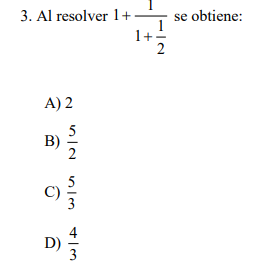 3. Al resolver 1 + 1/(1 + 1/2) se obtiene:
A) 2
B) 5/2
C) 5/3
D) 4/3